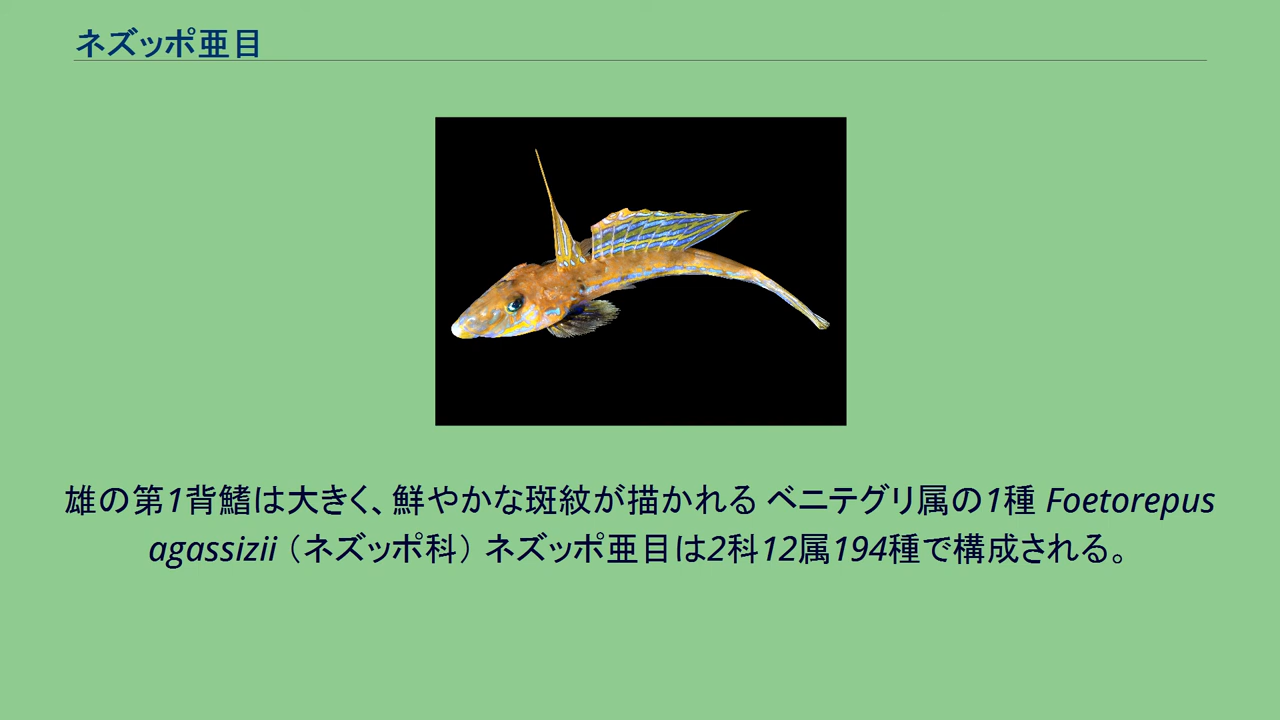 ネズッポ亜目
雄の第1背鰭は大きく、鮮やかな斑紋が描かれる ベニテグリ属の1種 Foetorepus
agassizii（ネズッポ科） ネズッポ亜目は2科12属194種で構成される。